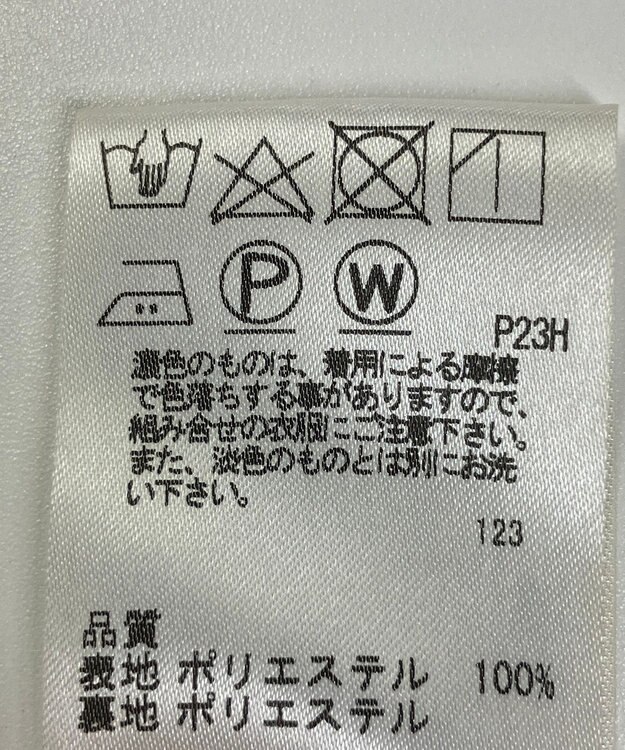 P W
P23H
濃色のものは、着用による摩擦
で色落ちする事がありますので、
組み合せの衣服にご注意下さい。
また、淡色のものとは別にお洗
い下さい。
123
品質
表地 ポリエステル 100%
裏地 ポリエステル